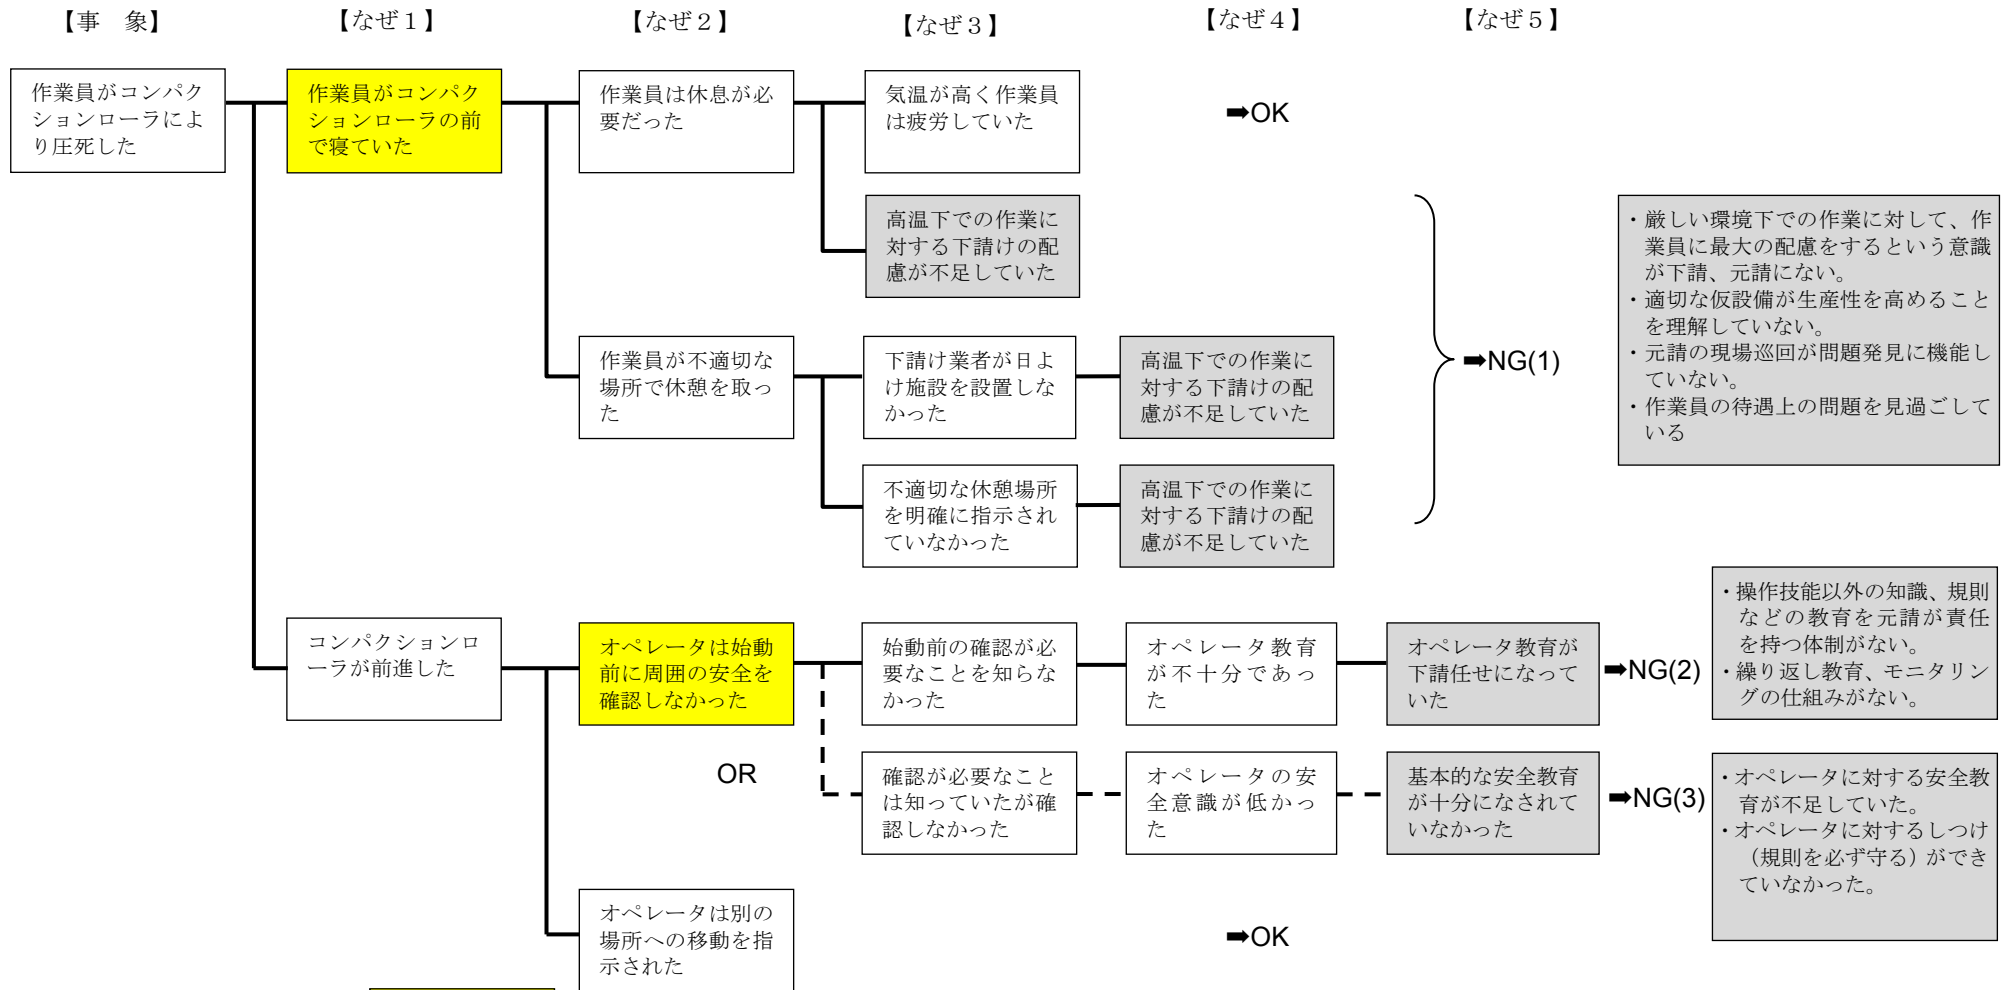 【事　象】
【なぜ１】
【なぜ２】
【なぜ３】
【なぜ４】
【なぜ５】
作業員がコンパク
ションローラによ
り圧死した
作業員がコンパク
ションローラの前
で寝ていた
作業員は休息が必
要だった
気温が高く作業員
は疲労していた
➡OK
高温下での作業に
対する下請けの配
慮が不足していた
作業員が不適切な
場所で休憩を取っ
た
下請け業者が日よ
け施設を設置しな
かった
高温下での作業に
対する下請けの配
慮が不足していた
不適切な休憩場所
を明確に指示され
ていなかった
高温下での作業に
対する下請けの配
慮が不足していた
➡NG(1)
・厳しい環境下での作業に対して、作
業員に最大の配慮をするという意識
が下請、元請にない。
・適切な仮設備が生産性を高めること
を理解していない。
・元請の現場巡回が問題発見に機能し
ていない。
・作業員の待遇上の問題を見過ごして
いる
コンパクションロ
ーラが前進した
オペレータは始動
前に周囲の安全を
確認しなかった
始動前の確認が必
要なことを知らな
かった
オペレータ教育
が不十分であっ
た
オペレータ教育が
下請任せになって
いた
➡NG(2)
・操作技能以外の知識、規則
などの教育を元請が責任
を持つ体制がない。
・繰り返し教育、モニタリン
グの仕組みがない。
OR
確認が必要なこと
は知っていたが確
認しなかった
オペレータの安
全意識が低かっ
た
基本的な安全教育
が十分になされて
いなかった
➡NG(3)
・オペレータに対する安全教
育が不足していた。
・オペレータに対するしつけ
（規則を必ず守る）ができ
ていなかった。
オペレータは別の
場所への移動を指
示された
➡OK